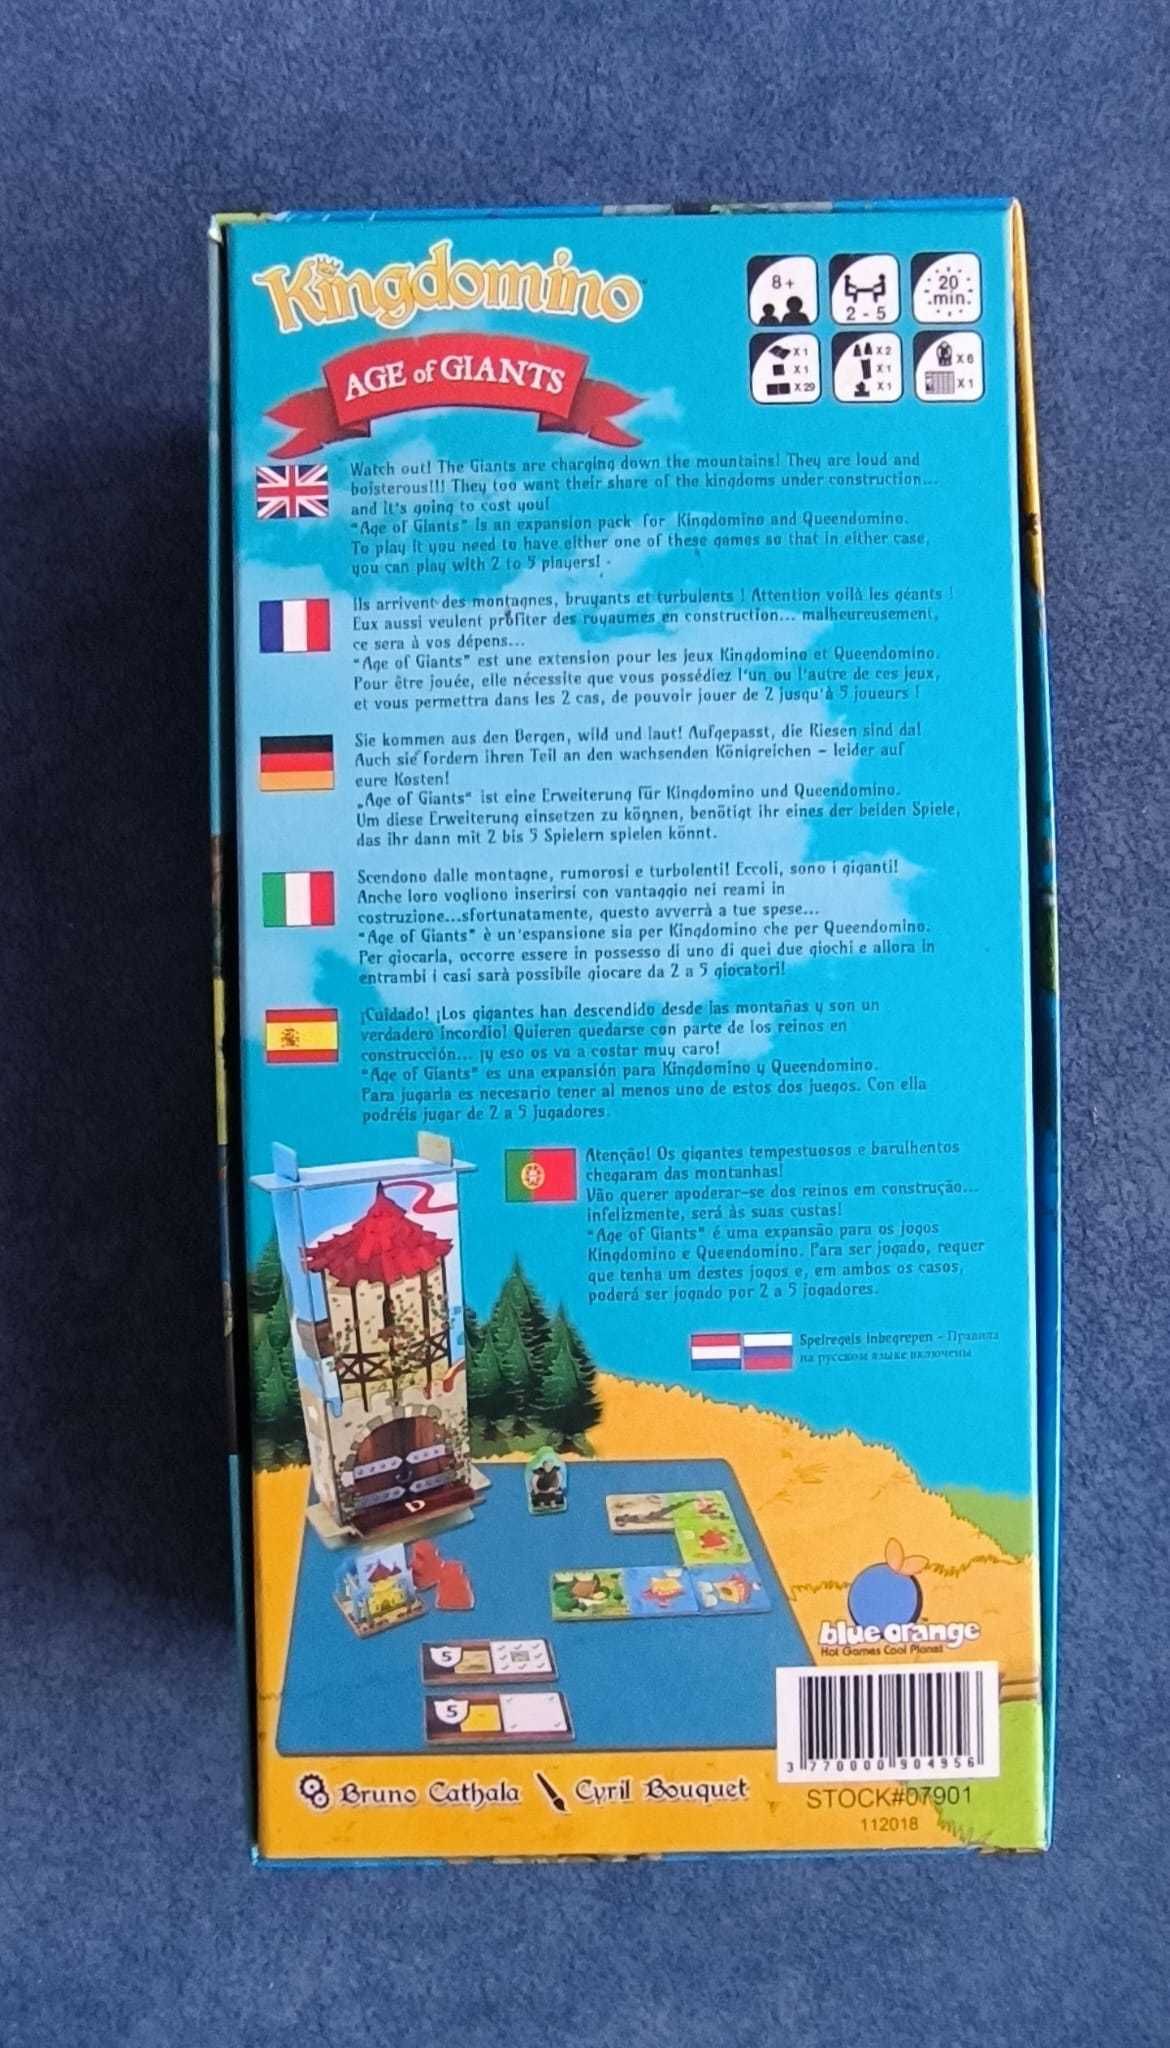 Kingdomino
AGE of GIANTS
8+
2 - 5
20
min.
X1
X1
X29
X2
X1
X1
X6
X1
Watch out! The Giants are charging down the mountains! They are loud and
boisterous!!! They too want their share of the kingdoms under construction...
and it's going to cost you!
"Age of Giants" is an expansion pack for Kingdomino and Queendomino.
To play it you need to have either one of these games so that in either case,
you can play with 2 to 5 players!
Ils arrivent des montagnes, bruyants et turbulents ! Attention voilà les géants !
Eux aussi veulent profiter des royaumes en construction... malheureusement,
ce sera à vos dépens...
"Age of Giants" est une extension pour les jeux Kingdomino et Queendomino.
Pour être jouée, elle nécessite que vous possédiez l'un ou l'autre de ces jeux,
et vous permettra dans les 2 cas, de pouvoir jouer de 2 jusqu'à 5 joueurs !
Sie kommen aus den Bergen, wild und laut! Aufgepasst, die Riesen sind da!
Auch sie fordern ihren Teil an den wachsenden Königreichen – leider auf
eure Kosten!
„Age of Giants“ ist eine Erweiterung für Kingdomino und Queendomino.
Um diese Erweiterung einsetzen zu können, benötigt ihr eines der beiden Spiele,
das ihr dann mit 2 bis 5 Spielern spielen könnt.
Scendono dalle montagne, rumorosi e turbolenti! Eccoli, sono i giganti!
Anche loro vogliono inserirsi con vantaggio nei reami in
costruzione...sfortunatamente, questo avverrà a tue spese...
"Age of Giants" è un'espansione sia per Kingdomino che per Queendomino.
Per giocarla, occorre essere in possesso di uno di quei due giochi e allora in
entrambi i casi sarà possibile giocare da 2 a 5 giocatori!
¡Cuidado! ¡Los gigantes han descendido desde las montañas y son un
verdadero incordio! Quieren quedarse con parte de los reinos en
construcción... ¡y eso os va a costar muy caro!
"Age of Giants" es una expansión para Kingdomino y Queendomino.
Para jugarla es necesario tener al menos uno de estos dos juegos. Con ella
podréis jugar de 2 a 5 jugadores.
Atenção! Os gigantes tempestuosos e barulhentos
chegaram das montanhas!
Vão querer apoderar-se dos reinos em construção...
infelizmente, será às suas custas!
"Age of Giants" é uma expansão para os jogos
Kingdomino e Queendomino. Para ser jogado, requer
que tenha um destes jogos e, em ambos os casos,
poderá ser jogado por 2 a 5 jogadores.
Spelregels inbegrepen - Правила
на русском языке включены
D
5
5
blue orange
Hot Games Cool Planet
3 770000 904956
Bruno Cathala
Cyril Bouquet
STOCK#07901
112018